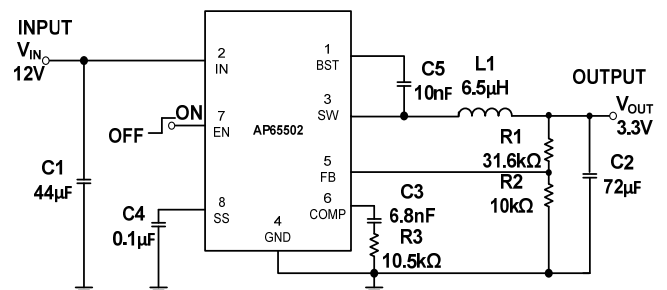 INPUT
VIN
12V
C1
44µF
OFF
ON
C4
0.1µF
2
IN
7
EN
8
SS
AP65502
4
GND
1
BST
3
SW
5
FB
6
COMP
C5
10nF
L1
6.5µH
C3
6.8nF
R3
10.5kΩ
R1
31.6kΩ
R2
10kΩ
C2
72µF
OUTPUT
VOUT
3.3V